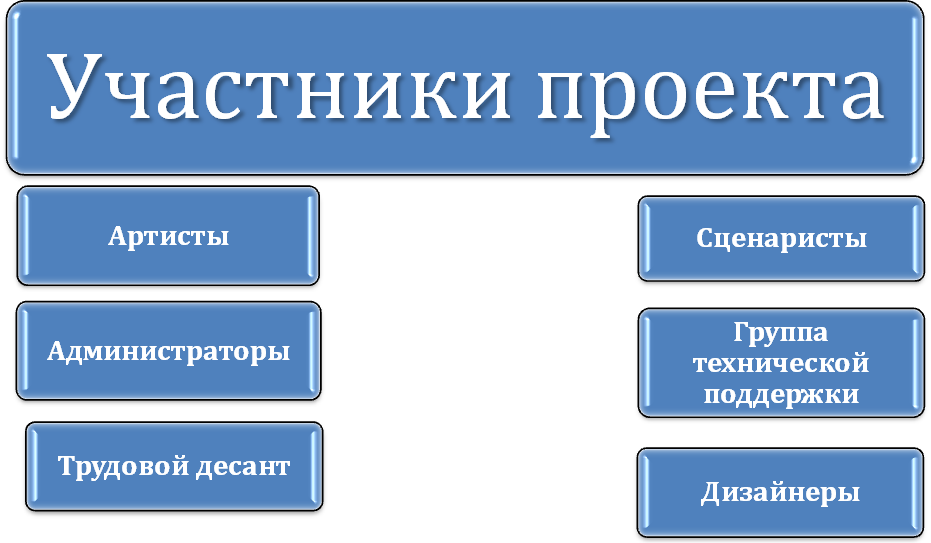 Участники проекта
Артисты
Администраторы
Трудовой десант
Сценаристы
Группа
технической
поддержки
Дизайнеры